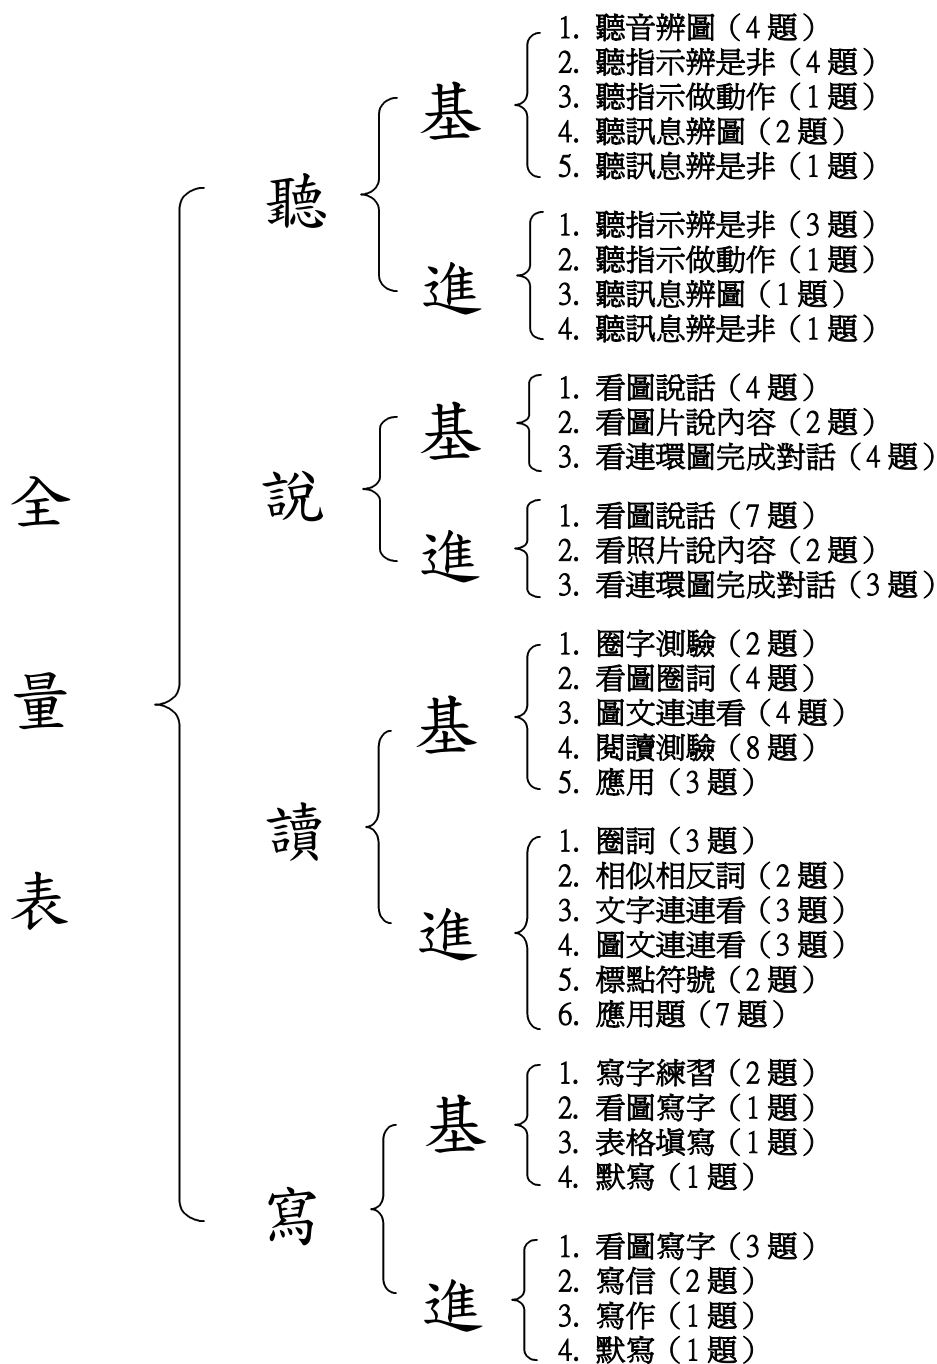 全量表
聽
基
1. 聽音辨圖（4題）
2. 聽指示辨是非（4題）
3. 聽指示做動作（1題）
4. 聽訊息辨圖（2題）
5. 聽訊息辨是非（1題）
進
1. 聽指示辨是非（3題）
2. 聽指示做動作（1題）
3. 聽訊息辨圖（1題）
4. 聽訊息辨是非（1題）
說
基
1. 看圖說話（4題）
2. 看圖片說內容（2題）
3. 看連環圖完成對話（4題）
進
1. 看圖說話（7題）
2. 看照片說內容（2題）
3. 看連環圖完成對話（3題）
讀
基
1. 圈字測驗（2題）
2. 看圖圈詞（4題）
3. 圖文連連看（4題）
4. 閱讀測驗（8題）
5. 應用（3題）
進
1. 圈詞（3題）
2. 相似相反詞（2題）
3. 文字連連看（3題）
4. 圖文連連看（3題）
5. 標點符號（2題）
6. 應用題（7題）
寫
基
1. 寫字練習（2題）
2. 看圖寫字（1題）
3. 表格填寫（1題）
4. 默寫（1題）
進
1. 看圖寫字（3題）
2. 寫信（2題）
3. 寫作（1題）
4. 默寫（1題）